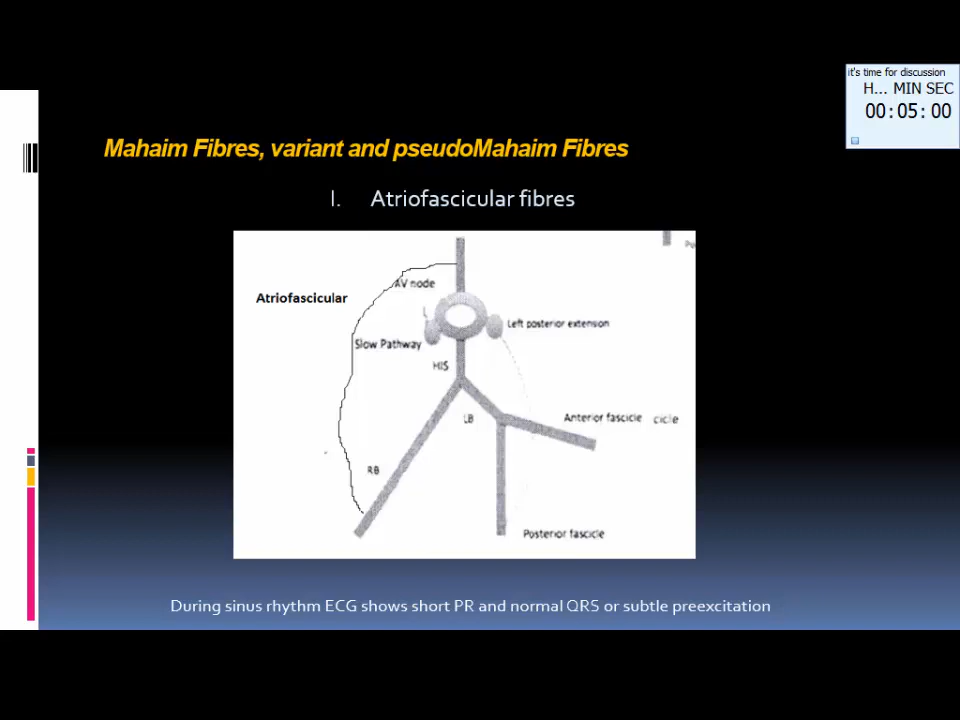 it's time for discussion
H... MIN SEC
00:05:00
Mahaim Fibres, variant and pseudoMahaim Fibres
I. Atriofascicular fibres
AV node
Atriofascicular
Left posterior extension
Slow Pathway
HIS
LB
Anterior fascicle cicle
RB
Posterior fascicle
During sinus rhythm ECG shows short PR and normal QRS or subtle preexcitation